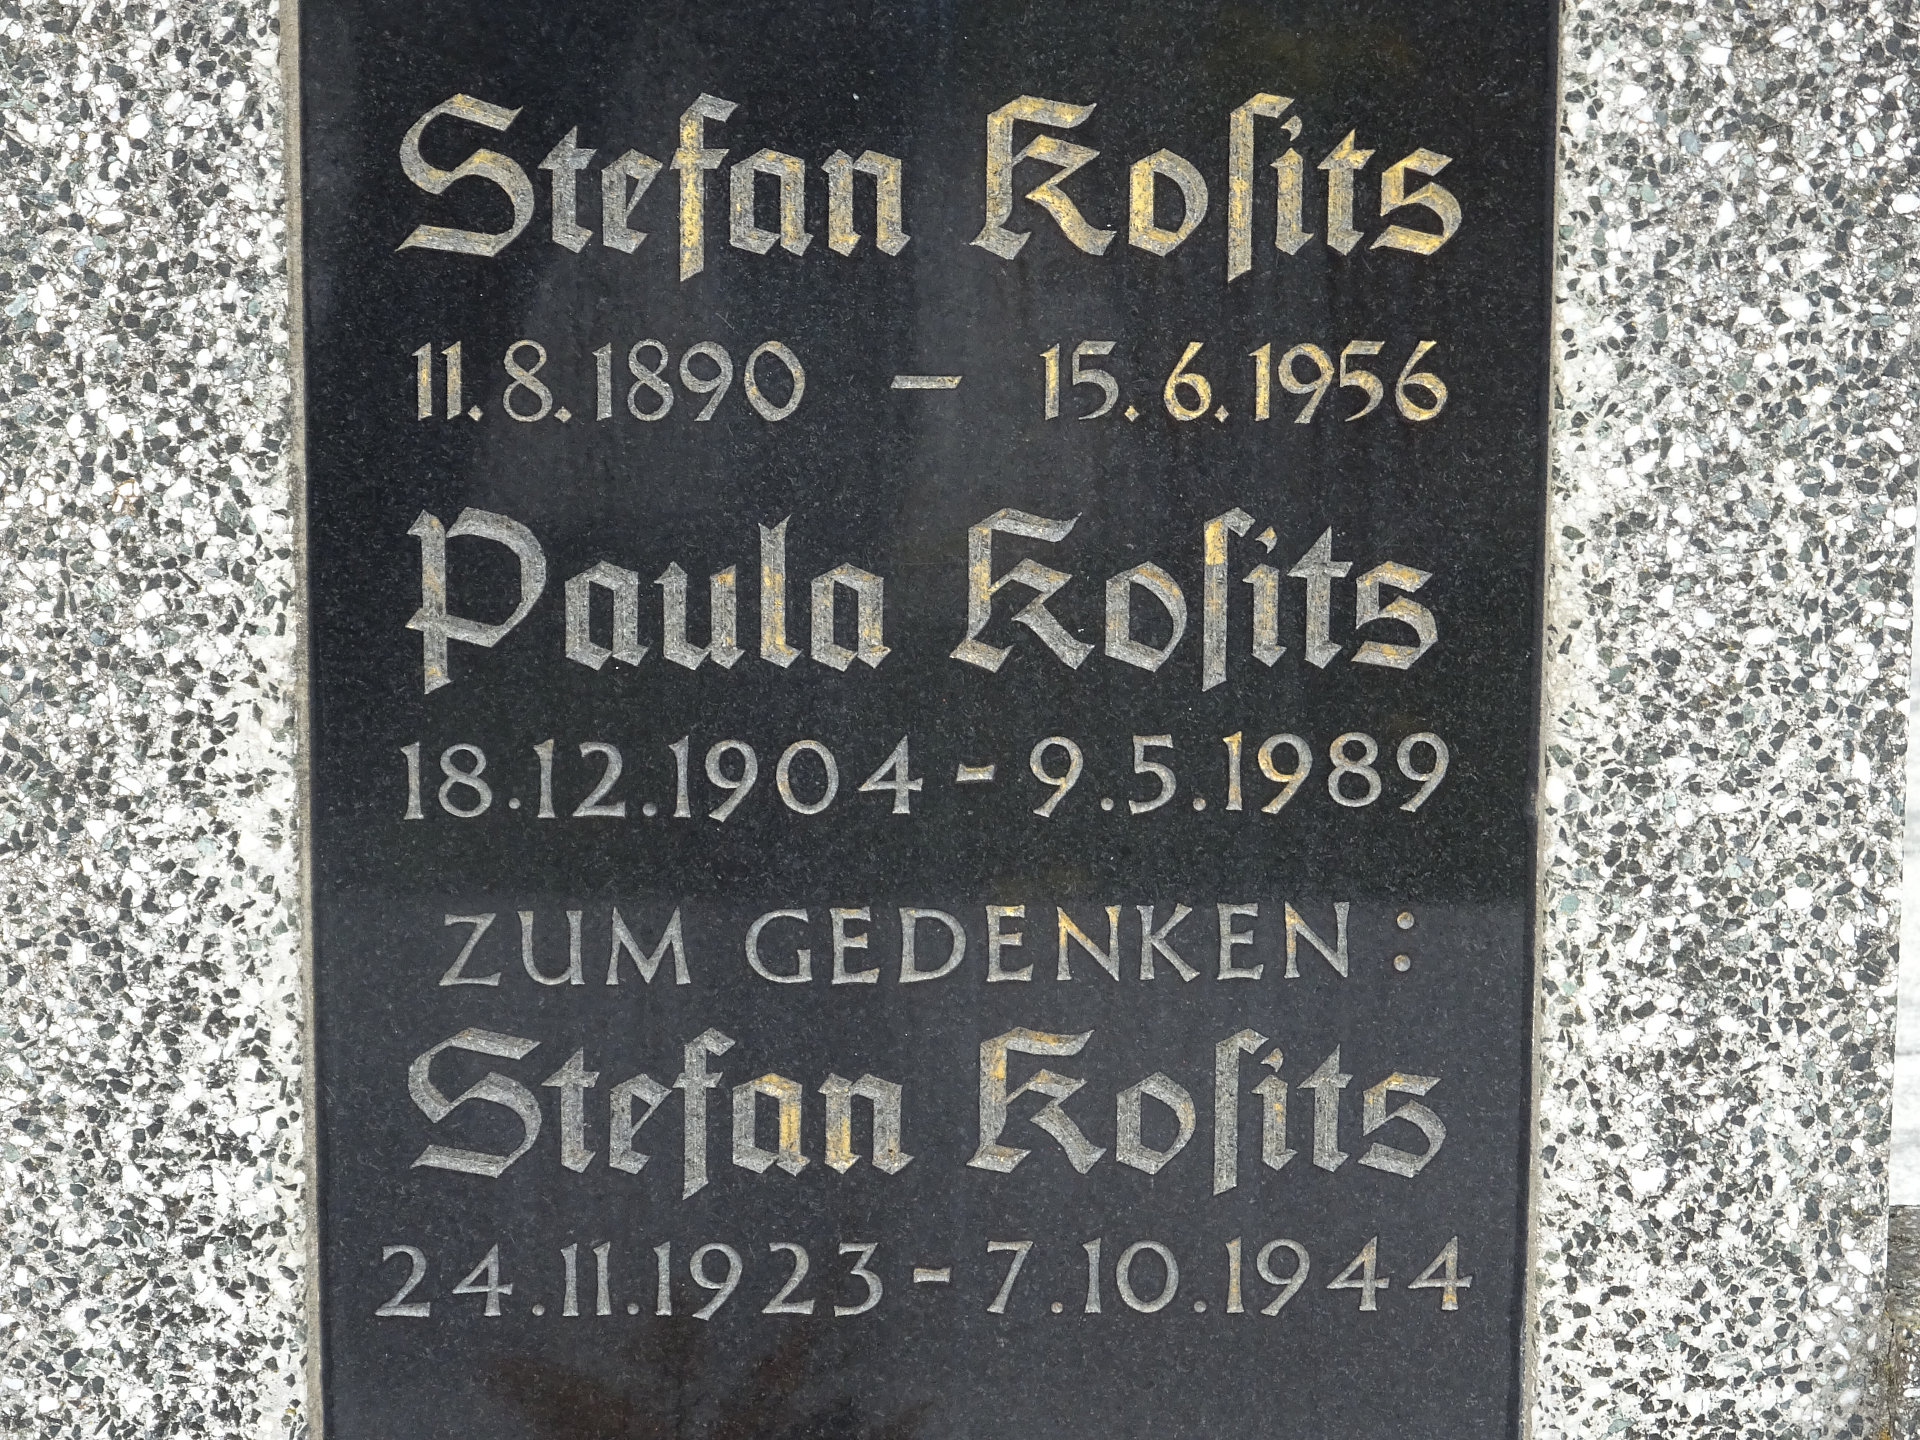 Stefan Koſits
11.8.1890 – 15.6.1956
Paula Koſits
18.12.1904 - 9.5.1989
ZUM GEDENKEN :
Stefan Koſits
24.11.1923 - 7.10.1944